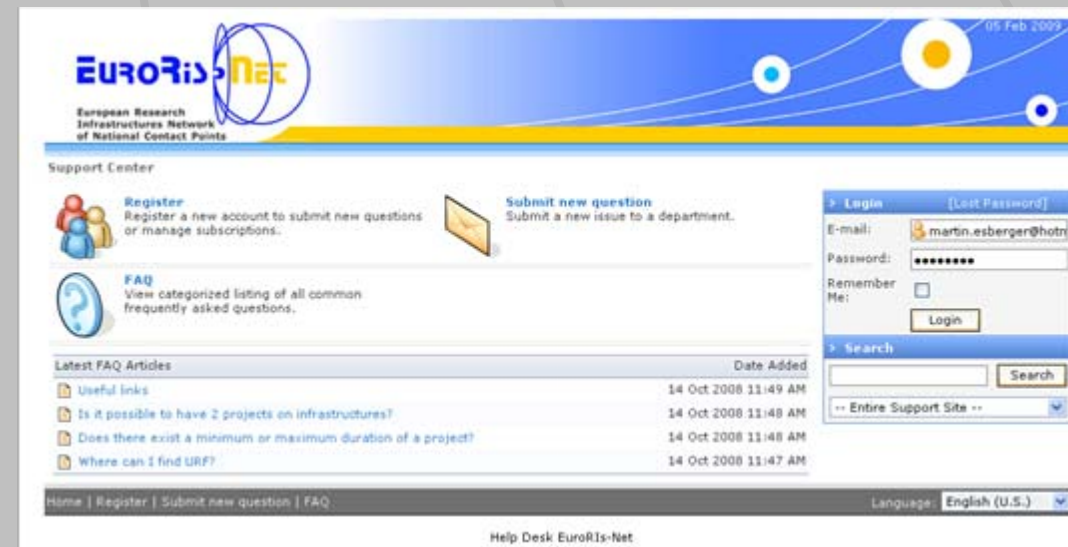 05 Feb 2009
EuroRis-Net
European Research
Infrastructures Network
of National Contact Points
Support Center
Register
Register a new account to submit new questions
or manage subscriptions.
Submit new question
Submit a new issue to a department.
FAQ
View categorized listing of all common
frequently asked questions.
> Login [Lost Password]
E-mail: martin.esberger@hotm
Password: ••••••••
Remember
Me:
Login
> Search
Search
-- Entire Support Site --
Latest FAQ Articles Date Added
Useful links 14 Oct 2008 11:49 AM
Is it possible to have 2 projects on infrastructures? 14 Oct 2008 11:48 AM
Does there exist a minimum or maximum duration of a project? 14 Oct 2008 11:48 AM
Where can I find URF? 14 Oct 2008 11:47 AM
Home | Register | Submit new question | FAQ Language: English (U.S.)
Help Desk EuroRIs-Net